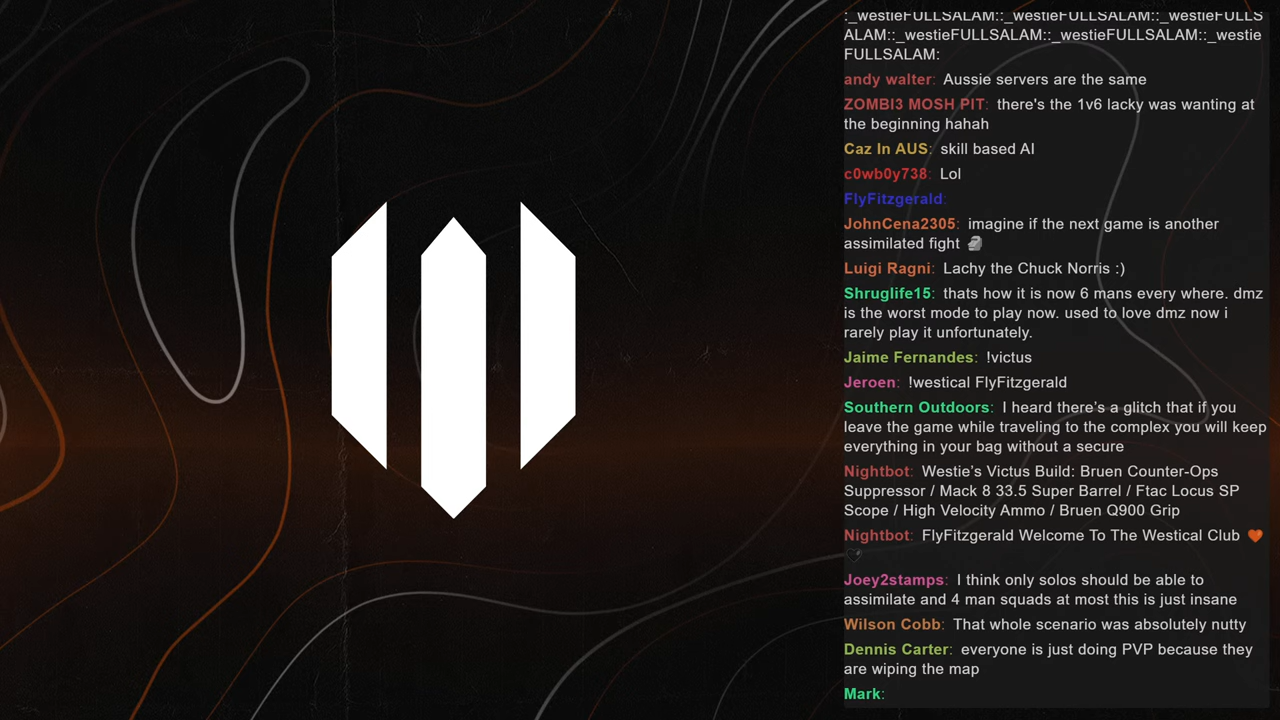 :_westieFULLSALAM::_westieFULLSALAM::_westieFULLS
ALAM::_westieFULLSALAM::_westieFULLSALAM::_westie
FULLSALAM:
andy walter: Aussie servers are the same
ZOMBI3 MOSH PIT: there's the 1v6 lacky was wanting at
the beginning hahah
Caz In AUS: skill based AI
c0wb0y738: Lol
FlyFitzgerald:
JohnCena2305: imagine if the next game is another
assimilated fight 🗿
Luigi Ragni: Lachy the Chuck Norris :)
Shruglife15: thats how it is now 6 mans every where. dmz
is the worst mode to play now. used to love dmz now i
rarely play it unfortunately.
Jaime Fernandes: !victus
Jeroen: !westical FlyFitzgerald
Southern Outdoors: I heard there's a glitch that if you
leave the game while traveling to the complex you will keep
everything in your bag without a secure
Nightbot: Westie's Victus Build: Bruen Counter-Ops
Suppressor / Mack 8 33.5 Super Barrel / Ftac Locus SP
Scope / High Velocity Ammo / Bruen Q900 Grip
Nightbot: FlyFitzgerald Welcome To The Westical Club 🧡
🖤
Joey2stamps: I think only solos should be able to
assimilate and 4 man squads at most this is just insane
Wilson Cobb: That whole scenario was absolutely nutty
Dennis Carter: everyone is just doing PVP because they
are wiping the map
Mark: